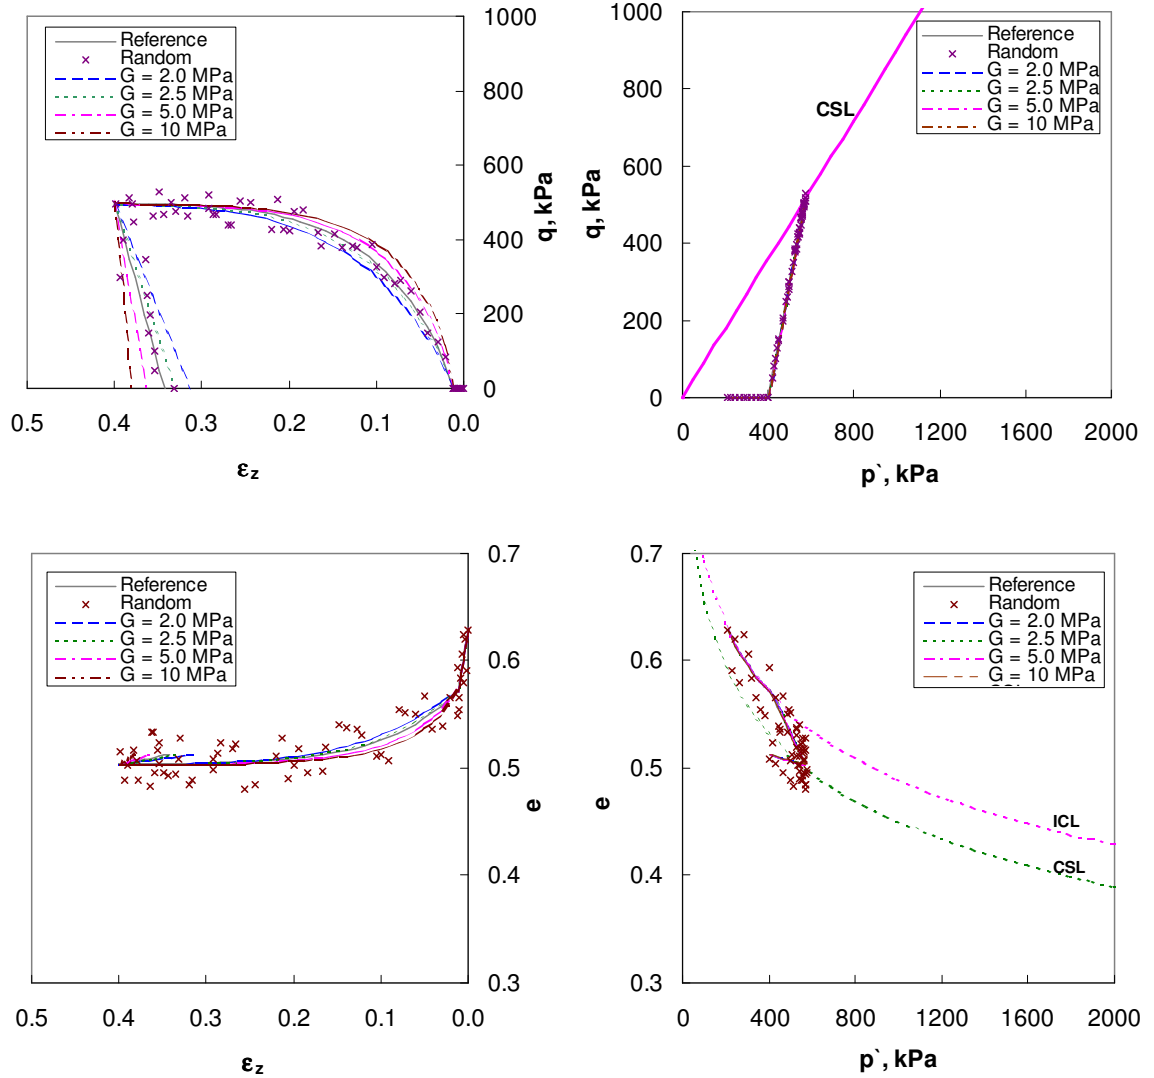 1000
800
600
400
200
0
q, kPa
0.5
0.4
0.3
0.2
0.1
0.0
εz
Reference
Random
G = 2.0 MPa
G = 2.5 MPa
G = 5.0 MPa
G = 10 MPa
1000
800
600
400
200
0
q, kPa
0
400
800
1200
1600
2000
p`, kPa
Reference
Random
G = 2.0 MPa
G = 2.5 MPa
G = 5.0 MPa
G = 10 MPa
CSL
0.7
0.6
0.5
0.4
0.3
e
0.5
0.4
0.3
0.2
0.1
0.0
εz
Reference
Random
G = 2.0 MPa
G = 2.5 MPa
G = 5.0 MPa
G = 10 MPa
0.7
0.6
0.5
0.4
0.3
e
0
400
800
1200
1600
2000
p`, kPa
Reference
Random
G = 2.0 MPa
G = 2.5 MPa
G = 5.0 MPa
G = 10 MPa
ICL
CSL